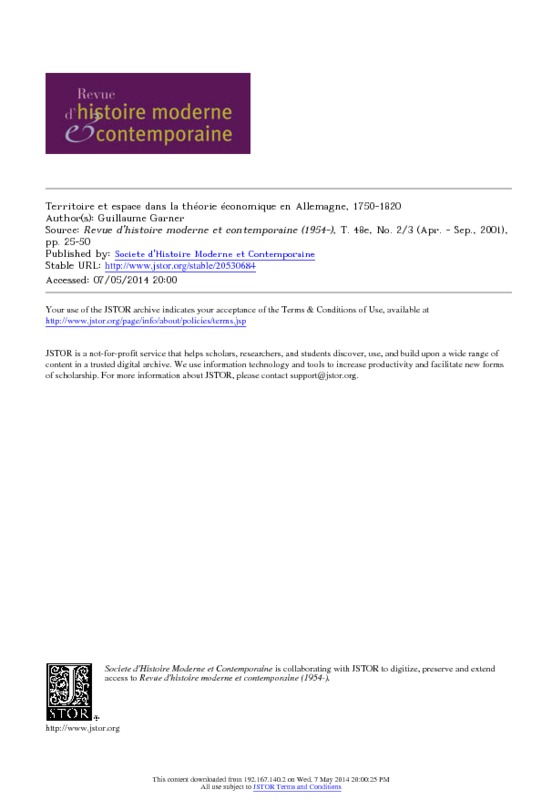 Revue
d'histoire moderne
& contemporaine
Territoire et espace dans la théorie économique en Allemagne, 1750-1820
Author(s): Guillaume Garner
Source: Revue d'histoire moderne et contemporaine (1954-), T. 48e, No. 2/3 (Apr. - Sep., 2001),
pp. 25-50
Published by: Societe d'Histoire Moderne et Contemporaine
Stable URL: http://www.jstor.org/stable/20530684
Accessed: 07/05/2014 20:00
Your use of the JSTOR archive indicates your acceptance of the Terms & Conditions of Use, available at
http://www.jstor.org/page/info/about/policies/terms.jsp
JSTOR is a not-for-profit service that helps scholars, researchers, and students discover, use, and build upon a wide range of
content in a trusted digital archive. We use information technology and tools to increase productivity and facilitate new forms
of scholarship. For more information about JSTOR, please contact support@jstor.org.
Societe d'Histoire Moderne et Contemporaine is collaborating with JSTOR to digitize, preserve and extend
access to Revue d'histoire moderne et contemporaine (1954-).
JSTOR
http://www.jstor.org
This content downloaded from 192.167.140.2 on Wed, 7 May 2014 20:00:25 PM
All use subject to JSTOR Terms and Conditions